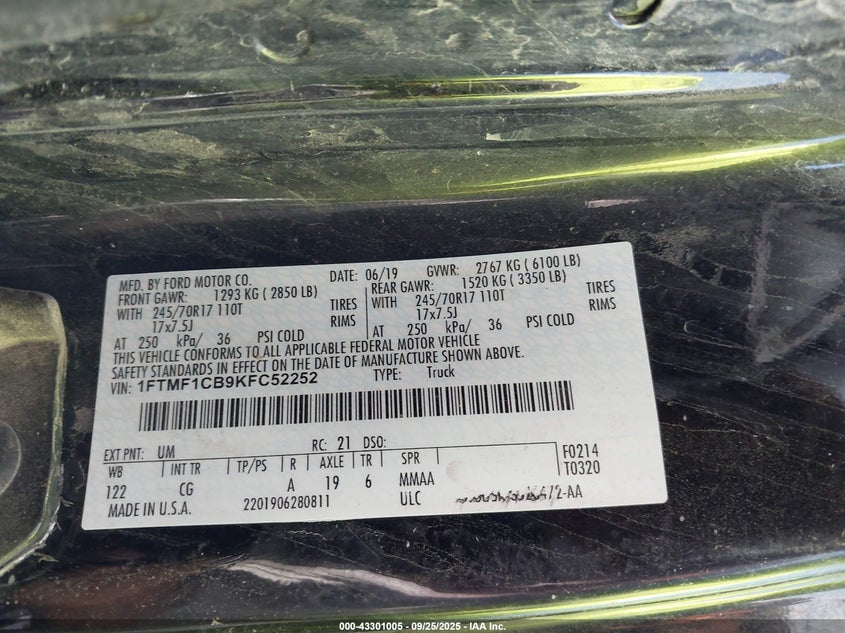 MFD. BY FORD MOTOR CO. DATE: 06/19 GVWR: 2767 KG ( 6100 LB)
FRONT GAWR: 1293 KG ( 2850 LB) REAR GAWR: 1520 KG ( 3350 LB)
WITH 245/70R17 110T TIRES WITH 245/70R17 110T TIRES
17x7.5J RIMS 17x7.5J RIMS
AT 250 kPa/ 36 PSI COLD AT 250 kPa/ 36 PSI COLD
THIS VEHICLE CONFORMS TO ALL APPLICABLE FEDERAL MOTOR VEHICLE
SAFETY STANDARDS IN EFFECT ON THE DATE OF MANUFACTURE SHOWN ABOVE.
VIN: 1FTMF1CB9KFC52252 TYPE: Truck
EXT PNT: UM RC: 21 DSO:
WB INT TR TP/PS R AXLE TR SPR F0214
122 CG A 19 6 MMAA T0320
MADE IN U.S.A. 2201906280811 ULC
000-43301005 - 09/25/2025 - IAA Inc.